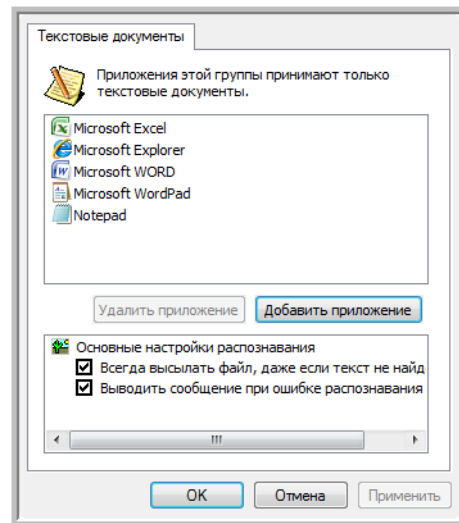 Текстовые документы
Приложения этой группы принимают только
текстовые документы.
Microsoft Excel
Microsoft Explorer
Microsoft WORD
Microsoft WordPad
Notepad
Удалить приложение Добавить приложение
Основные настройки распознавания
Всегда высылать файл, даже если текст не найд
Выводить сообщение при ошибке распознавания
OK Отмена Применить